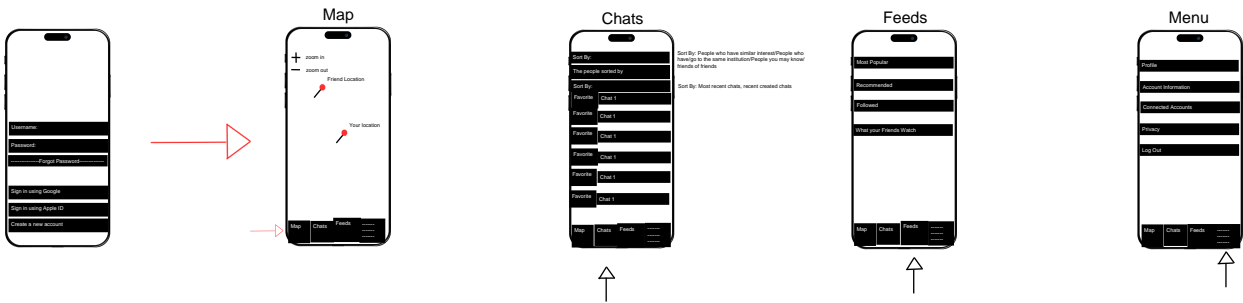 Map
Chats
Feeds
Menu
Username:
Password:
---------------Forgot Password---------------
Sign in using Google
Sign in using Apple ID
Create a new account
zoom in
zoom out
Friend Location
Your location
Map
Chats
Feeds
Sort By:
The people sorted by
Sort By:
Favorite
Chat 1
Favorite
Chat 1
Favorite
Chat 1
Favorite
Chat 1
Favorite
Chat 1
Favorite
Chat 1
Map
Chats
Feeds
Sort By: People who have similar interest/People who
have/go to the same institution/People you may know/
friends of friends
Sort By: Most recent chats, recent created chats
Most Popular
Recommended
Followed
What your Friends Watch
Map
Chats
Feeds
Profile
Account Information
Connected Accounts
Privacy
Log Out
Map
Chats
Feeds